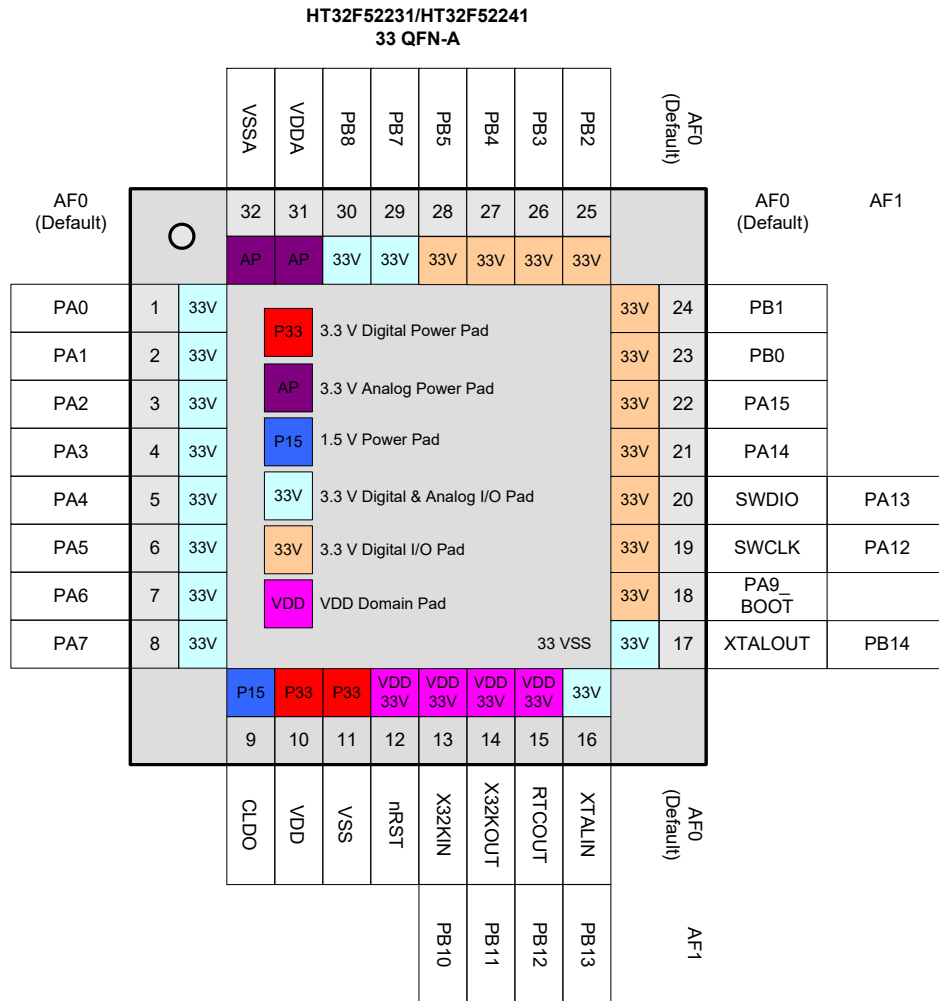 HT32F52231/HT32F52241
33 QFN-A
VSSA
VDDA
PB8
PB7
PB5
PB4
PB3
PB2
AF0
(Default)
AF0
(Default)
32 31 30 29 28 27 26 25
AF0
(Default)
AF1
AP AP 33V 33V 33V 33V 33V 33V
PA0 1 33V
33V 24 PB1
P33 3.3 V Digital Power Pad
PA1 2 33V
33V 23 PB0
AP 3.3 V Analog Power Pad
PA2 3 33V
33V 22 PA15
P15 1.5 V Power Pad
PA3 4 33V
33V 21 PA14
PA4 5 33V
33V 3.3 V Digital & Analog I/O Pad
33V 20 SWDIO PA13
PA5 6 33V
33V 3.3 V Digital I/O Pad
33V 19 SWCLK PA12
PA6 7 33V
VDD VDD Domain Pad
33V 18 PA9_
BOOT
PA7 8 33V
33 VSS
33V 17 XTALOUT PB14
P15 P33 P33 VDD VDD VDD VDD 33V
33V 33V 33V 33V
9 10 11 12 13 14 15 16
CLDO
VDD
VSS
nRST
X32KIN
X32KOUT
RTCOUT
XTALIN
AF0
(Default)
PB10
PB11
PB12
PB13
AF1